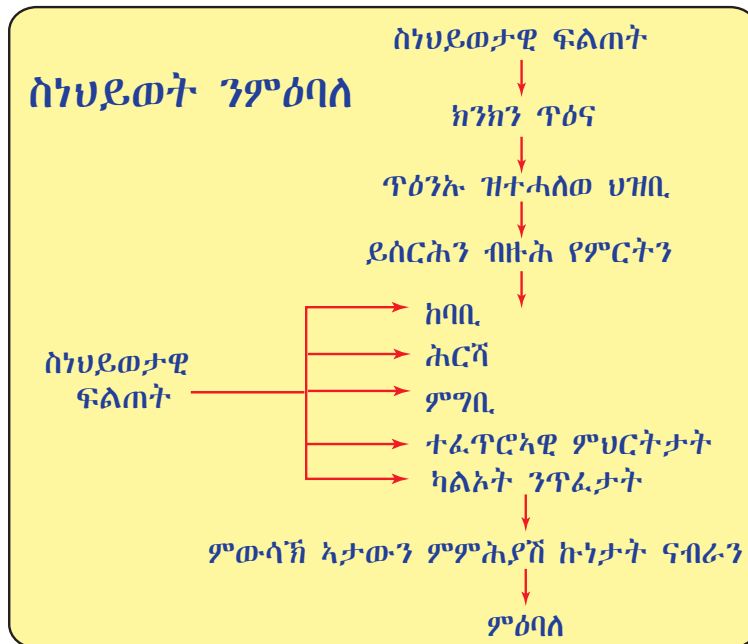 ስነህይወት ንምዕባለ
ስነህይወታዊ ፍልጠት
ክንክን ጥዕና
ጥዕንኡ ዝተሓለወ ህዝቢ
ይሰርሕን ብዙሕ የምርትን
ስነህይወታዊ
ፍልጠት
ከባቢ
ሕርሻ
ምግቢ
ተፈጥሮኣዊ ምህርትታት
ካልኦት ንጥፈታት
ምውሳኽ ኣታውን ምምሕያሽ ኩነታት ናብራን
ምዕባለ